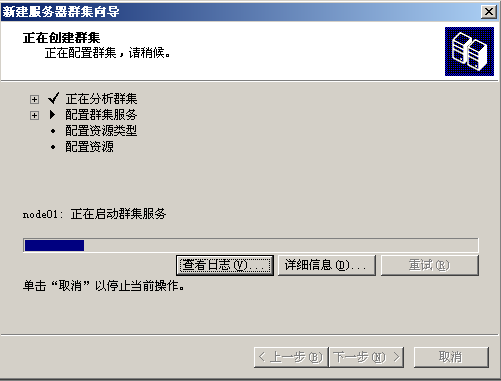 新建服务器群集向导
正在创建群集
正在配置群集，请稍候。
正在分析群集
配置群集服务
配置资源类型
配置资源
node01: 正在启动群集服务
查看日志(V)... 详细信息(D)... 重试(R)
单击“取消”以停止当前操作。
< 上一步(B) 下一步(N) > 取消